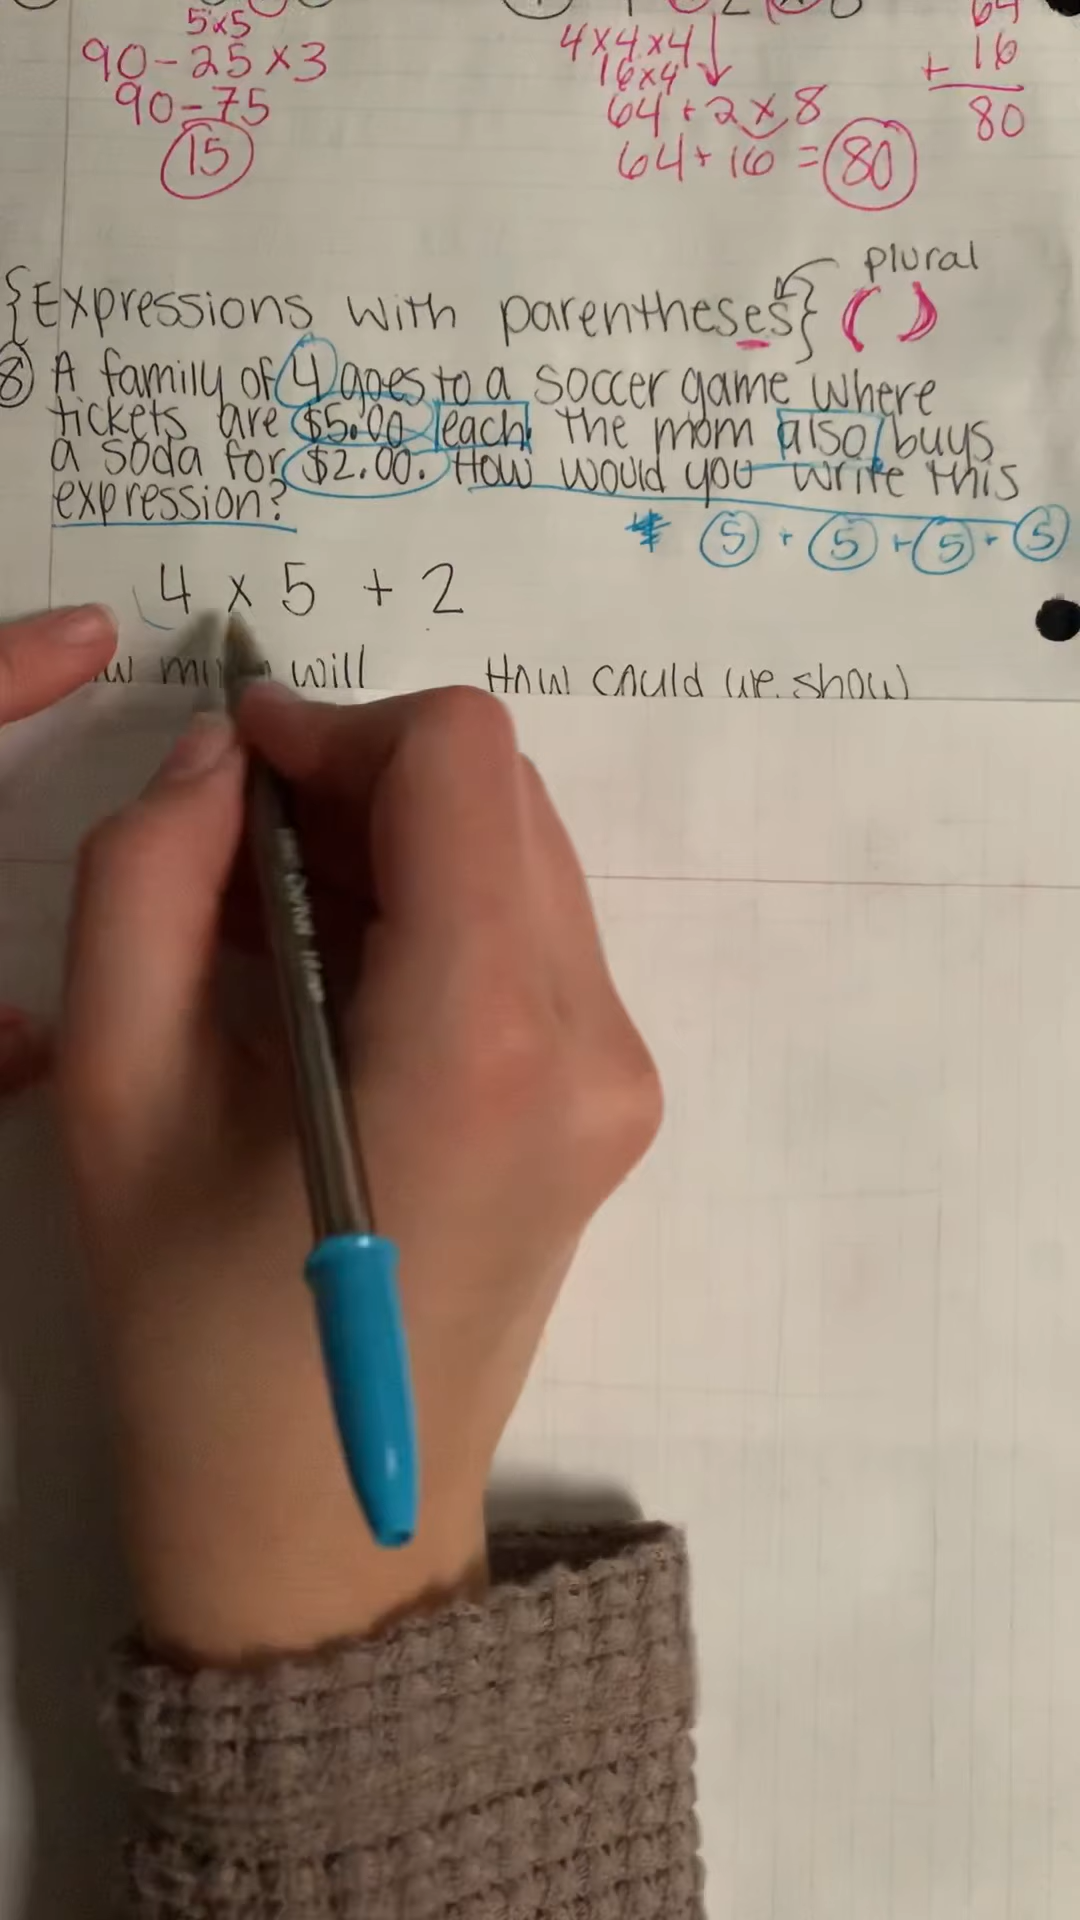 5x5
90-25x3
90-75
15
4x4x4
16x4
64+2x8
64+16=80
64
+ 16
80
plural
{Expressions with parentheses} ( )
8 A family of 4 goes to a soccer game where
tickets are $5.00 each. The mom also buys
a soda for $2.00. How would you write this
expression?
* 5 + 5 + 5 + 5
4 x 5 + 2
will
How could we show